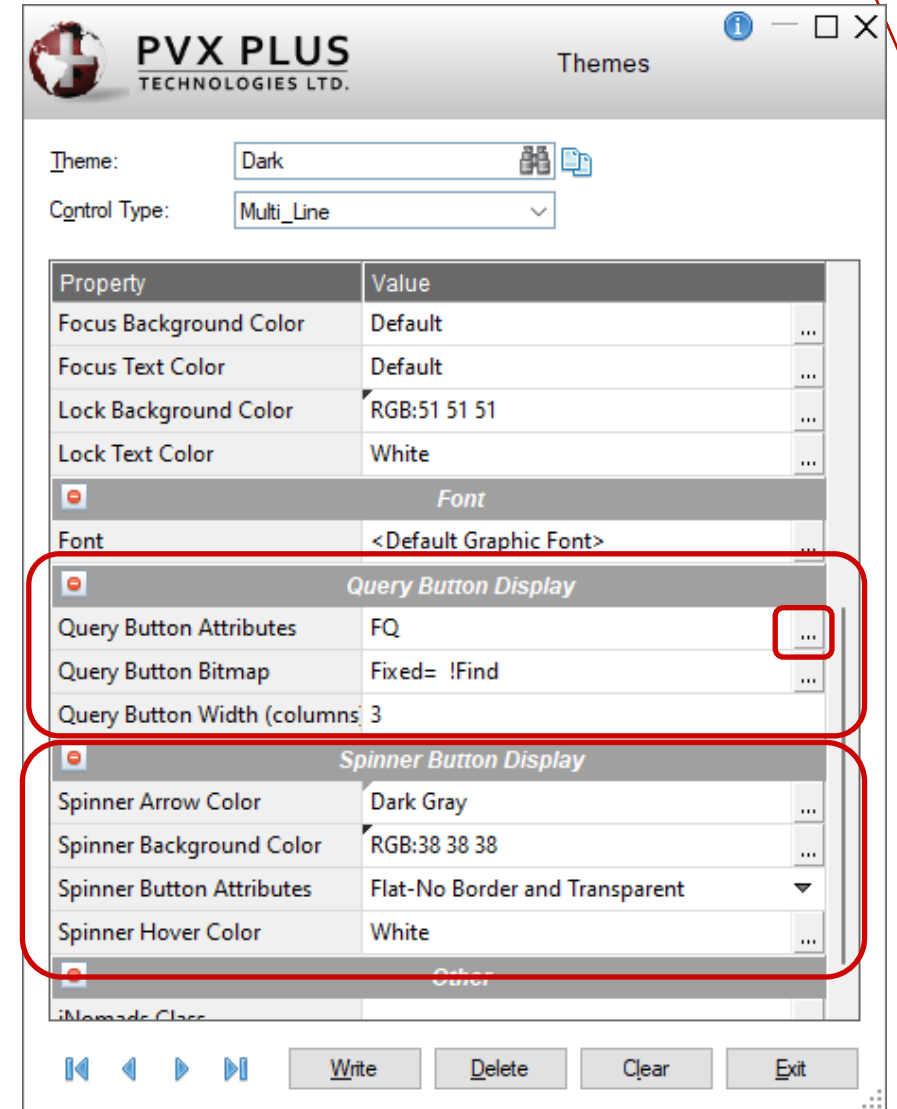 PVX PLUS
TECHNOLOGIES LTD.
Themes
Theme: Dark
Control Type: Multi_Line
Property Value
Focus Background Color Default ...
Focus Text Color Default ...
Lock Background Color RGB:51 51 51 ...
Lock Text Color White ...
Font
Font <Default Graphic Font> ...
Query Button Display
Query Button Attributes FQ ...
Query Button Bitmap Fixed= !Find ...
Query Button Width (columns) 3
Spinner Button Display
Spinner Arrow Color Dark Gray ...
Spinner Background Color RGB:38 38 38 ...
Spinner Button Attributes Flat-No Border and Transparent
Spinner Hover Color White ...
Other
iNomads Class
Write Delete Clear Exit